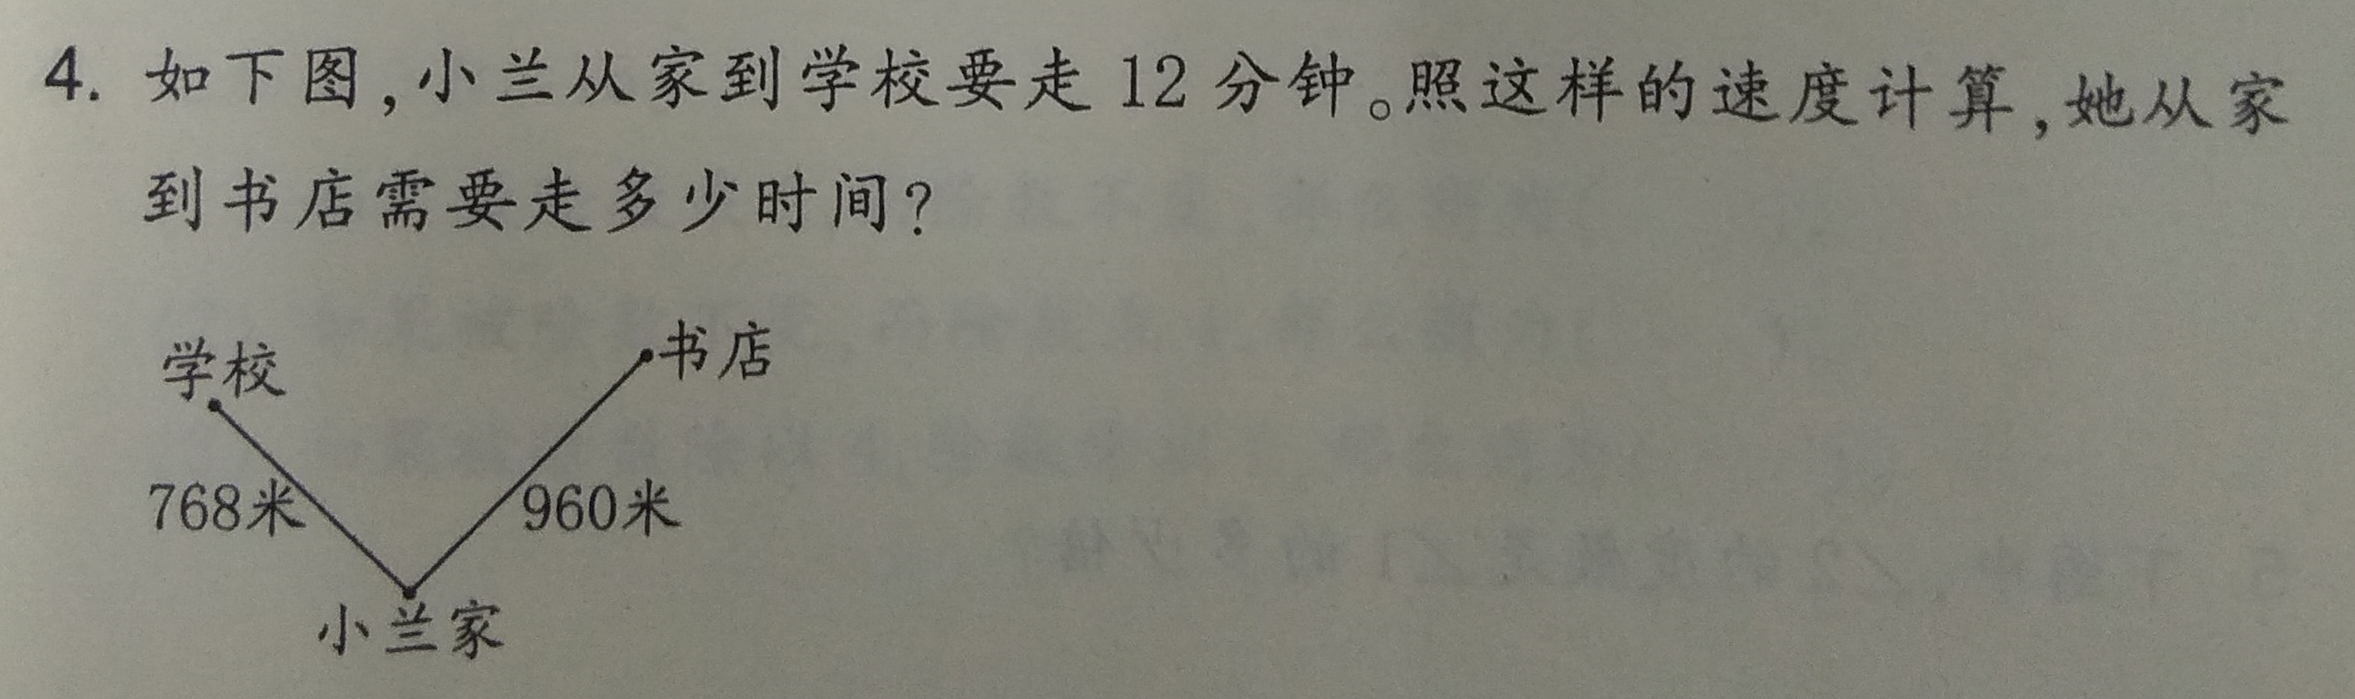 4. 如下图,小兰从家到学校要走12分钟。照这样的速度计算,她从家
到书店需要走多少时间?
学校
书店
768米
960米
小兰家